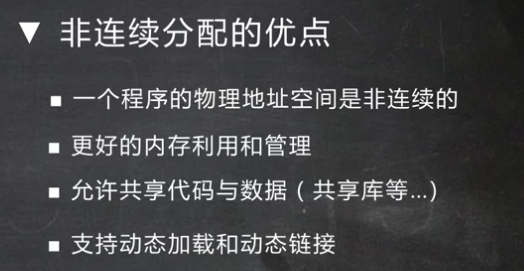 ▼ 非连续分配的优点
■ 一个程序的物理地址空间是非连续的
■ 更好的内存利用和管理
■ 允许共享代码与数据（共享库等...）
■ 支持动态加载和动态链接